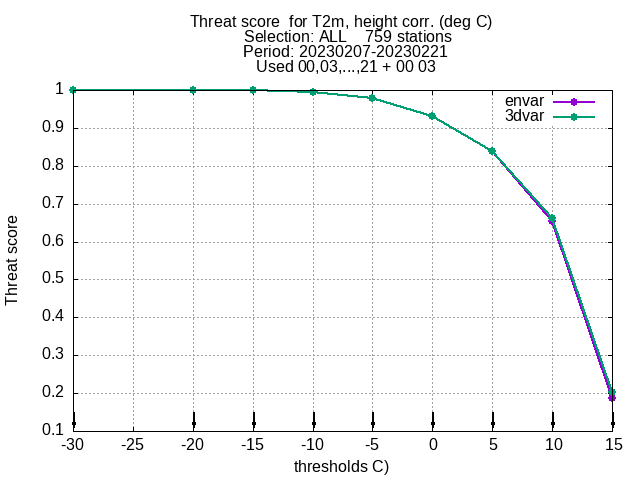 Threat score  for T2m, height corr. (deg C)
Selection: ALL    759 stations
Period: 20230207-20230221
Used 00,03,...,21 + 00 03
envar
3dvar
1
0.9
0.8
0.7
0.6
0.5
0.4
0.3
0.2
0.1
Threat score
-30 -25 -20 -15 -10 -5 0 5 10 15
thresholds C)